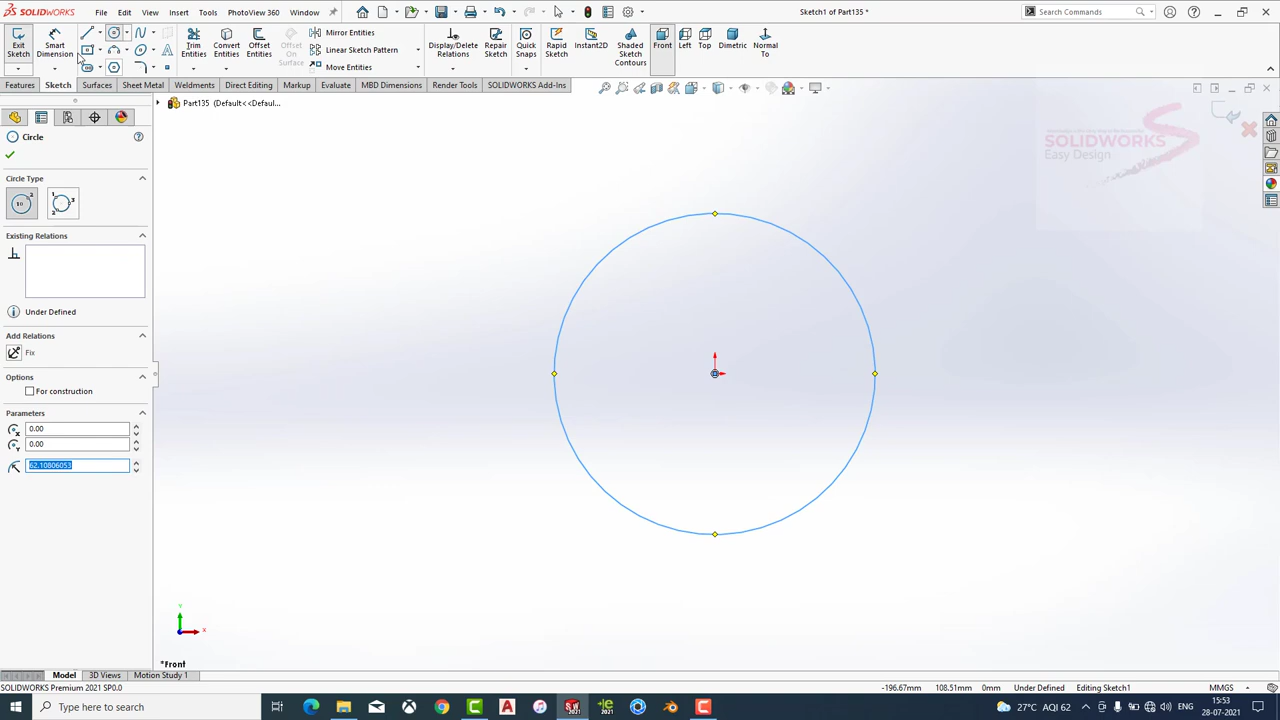 SOLIDWORKS File Edit View Insert Tools PhotoView 360 Window Sketch1 of Part135 * Search Commands
Exit Sketch Smart Dimension Trim Entities Convert Entities Offset Entities Offset On Surface Mirror Entities Linear Sketch Pattern Move Entities Display/Delete Relations Repair Sketch Quick Snaps Rapid Sketch Instant2D Shaded Sketch Contours Front Left Top Dimetric Normal To
Features Sketch Surfaces Sheet Metal Weldments Direct Editing Markup Evaluate MBD Dimensions Render Tools SOLIDWORKS Add-Ins
Part135 (Default<<Defaul...
SOLIDWORKS
Easy Design
Circle
Circle Type
Existing Relations
Under Defined
Add Relations
Fix
Options
For construction
Parameters
0.00
0.00
62.10806053
Y
X
*Front
Model 3D Views Motion Study 1
SOLIDWORKS Premium 2021 SP0.0 -196.67mm 108.51mm 0mm Under Defined Editing Sketch1 MMGS
Type here to search 27°C AQI 62 ENG 15:53
28-07-2021